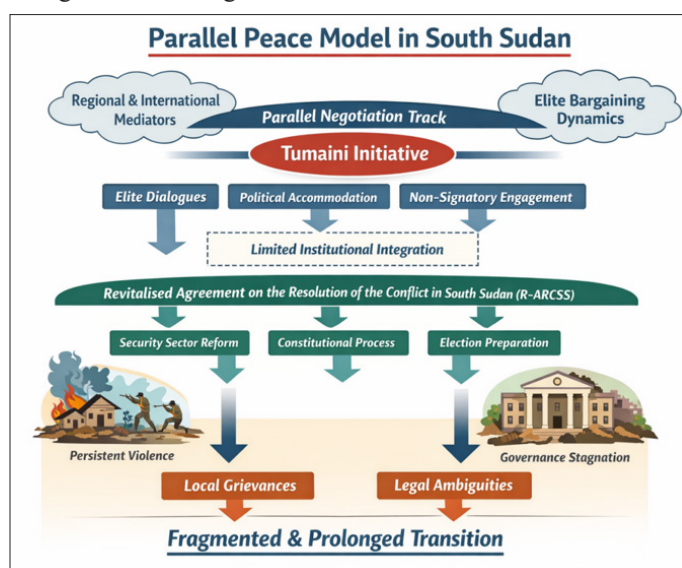 Parallel Peace Model in South Sudan
Regional & International
Mediators
Parallel Negotiation Track
Elite Bargaining
Dynamics
Tumaini Initiative
Elite Dialogues
Political Accommodation
Non-Signatory Engagement
Limited Institutional Integration
Revitalised Agreement on the Resolution of the Conflict in South Sudan (R-ARCSS)
Security Sector Reform
Constitutional Process
Election Preparation
Persistent Violence
Governance Stagnation
Local Grievances
Legal Ambiguities
Fragmented & Prolonged Transition